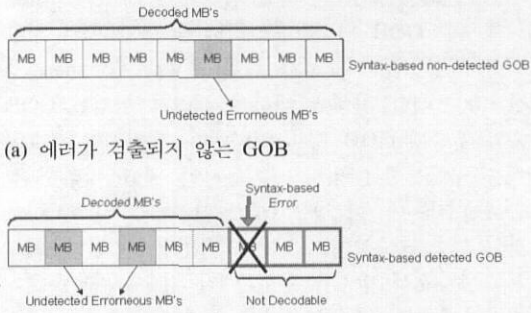 Decoded MB's
MB MB MB MB MB MB MB MB MB
Syntax-based non-detected GOB
Undetected Errorneous MB's
(a) 에러가 검출되지 않는 GOB
Syntax-based
Error
Decoded MB's
MB MB MB MB MB MB MB MB MB
Syntax-based detected GOB
Undetected Errorneous MB's
Not Decodable